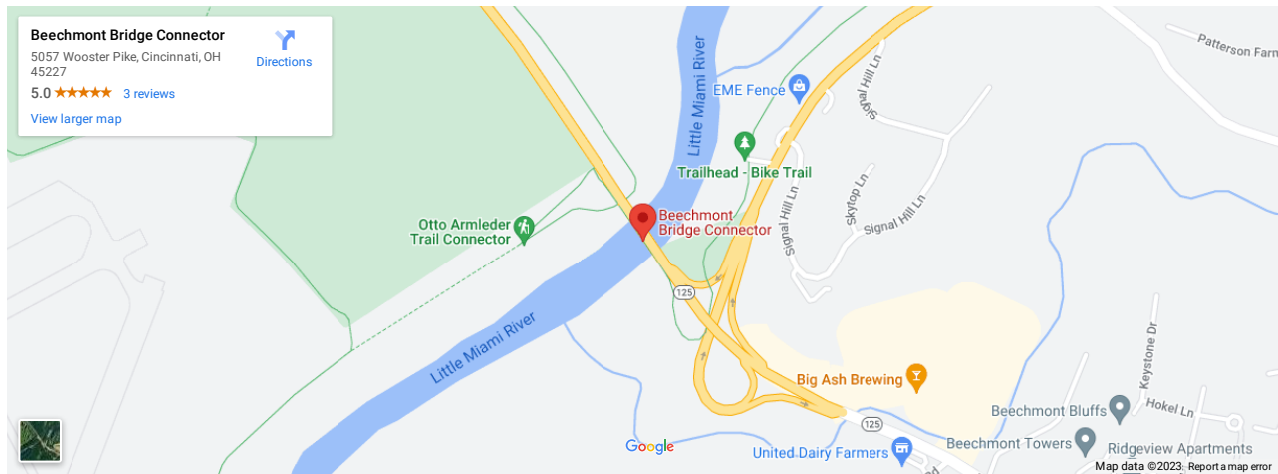 Beechmont Bridge Connector
5057 Wooster Pike, Cincinnati, OH
45227
Directions
5.0
3 reviews
View larger map
Little Miami River
EME Fence
Signal Hill Ln
Patterson Farm
Trailhead - Bike Trail
Otto Armleder
Trail Connector
Beechmont
Bridge Connector
Signal Hill Ln
Skytop Ln
Signal Hill Ln
125
Little Miami River
Big Ash Brewing
Keystone Dr
Beechmont Bluffs
Hokel Ln
125
Google
United Dairy Farmers
Beechmont Towers
Ridgeview Apartments
Map data ©2023
Report a map error